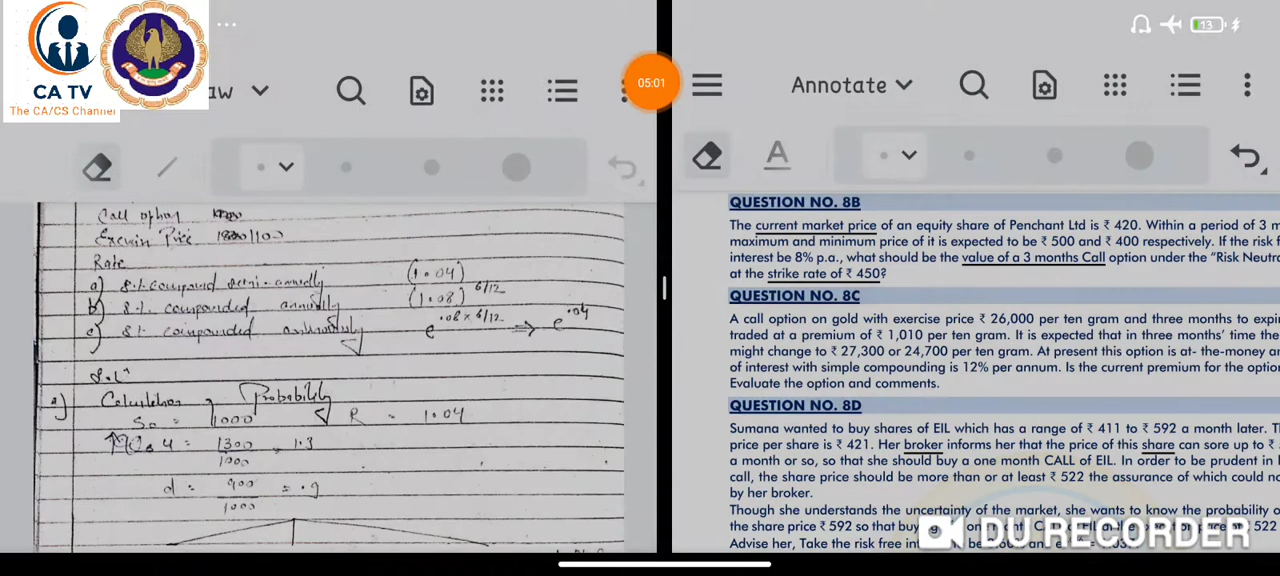 CA TV
The CA/CS Channel
...
aw
05:01
Annotate
13
A
Call option
Exercise Price
Rate
a) 8.1. compound semi-annually (1.04)
b) 8.1. compounded annually (1.08) 6/12
c) 8.1. compounded e .08 x 6/12 ⇒ e .04
a) Calculation of Probability
S0 = 1000 R = 1.04
u = 1300 = 1.3
1000
d = 900 = .9
1000
QUESTION NO. 8B
The current market price of an equity share of Penchant Ltd is ₹ 420. Within a period of 3 m
maximum and minimum price of it is expected to be ₹ 500 and ₹ 400 respectively. If the risk f
interest be 8% p.a., what should be the value of a 3 months Call option under the "Risk Neutra
at the strike rate of ₹ 450?
QUESTION NO. 8C
A call option on gold with exercise price ₹ 26,000 per ten gram and three months to expi
traded at a premium of ₹ 1,010 per ten gram. It is expected that in three months' time the
might change to ₹ 27,300 or 24,700 per ten gram. At present this option is at- the-money an
of interest with simple compounding is 12% per annum. Is the current premium for the optio
Evaluate the option and comments.
QUESTION NO. 8D
Sumana wanted to buy shares of EIL which has a range of ₹ 411 to ₹ 592 a month later. Th
price per share is ₹ 421. Her broker informs her that the price of this share can sore up to ₹
a month or so, so that she should buy a one month CALL of EIL. In order to be prudent in
call, the share price should be more than or at least ₹ 522 the assurance of which could no
by her broker.
Though she understands the uncertainty of the market, she wants to know the probability o
the share price ₹ 592 so that buy 522
Advise her, Take the risk free in
DU RECORDER